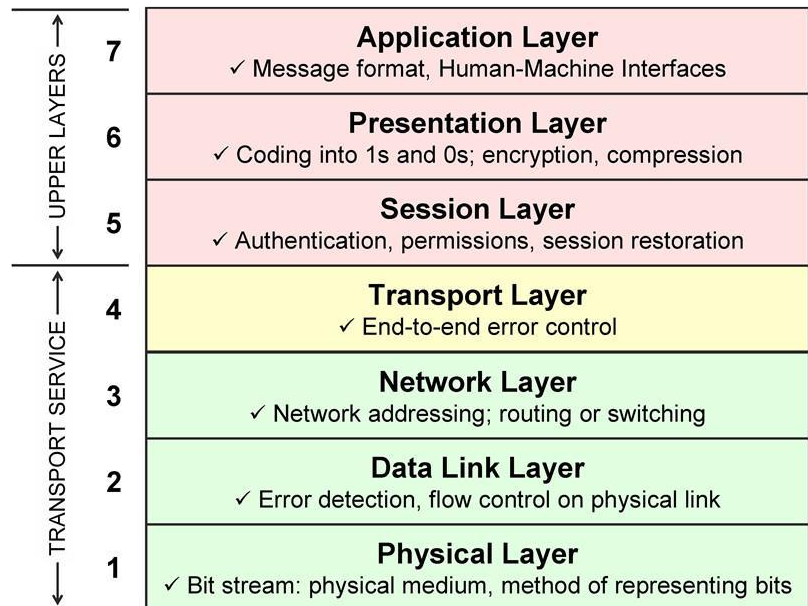 UPPER LAYERS
7
Application Layer
✓ Message format, Human-Machine Interfaces
6
Presentation Layer
✓ Coding into 1s and 0s; encryption, compression
5
Session Layer
✓ Authentication, permissions, session restoration
TRANSPORT SERVICE
4
Transport Layer
✓ End-to-end error control
3
Network Layer
✓ Network addressing; routing or switching
2
Data Link Layer
✓ Error detection, flow control on physical link
1
Physical Layer
✓ Bit stream: physical medium, method of representing bits